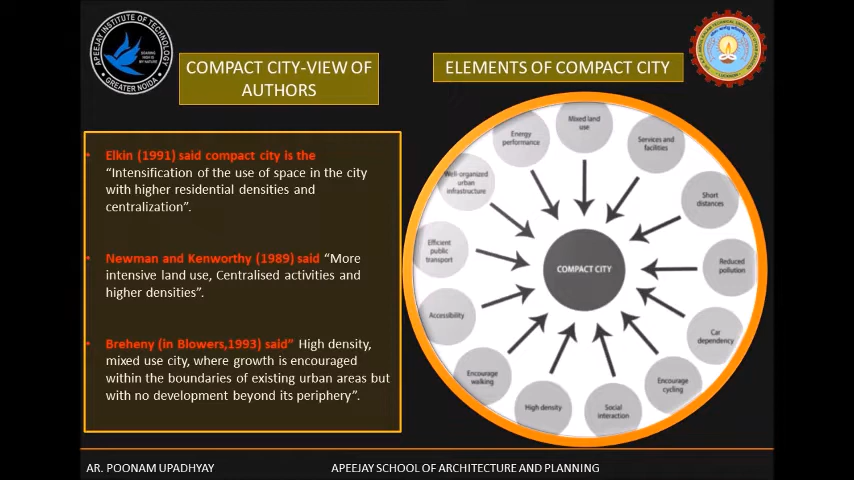 APEEJAY INSTITUTE OF TECHNOLOGY
GREATER NOIDA
COMPACT CITY-VIEW OF
AUTHORS
ELEMENTS OF COMPACT CITY
• Elkin (1991) said compact city is the
“Intensification of the use of space in the city
with higher residential densities and
centralization”.
• Newman and Kenworthy (1989) said “More
intensive land use, Centralised activities and
higher densities”.
• Breheny (in Blowers,1993) said” High density,
mixed use city, where growth is encouraged
within the boundaries of existing urban areas but
with no development beyond its periphery”.
Mixed land
use
Services and
facilities
Short
distances
Reduced
pollution
Car
dependency
Encourage
cycling
Social
interaction
High density
Encourage
walking
Accessibility
Efficient
public
transport
Well-organized
urban
infrastructure
Energy
performance
COMPACT CITY
AR. POONAM UPADHYAY
APEEJAY SCHOOL OF ARCHITECTURE AND PLANNING